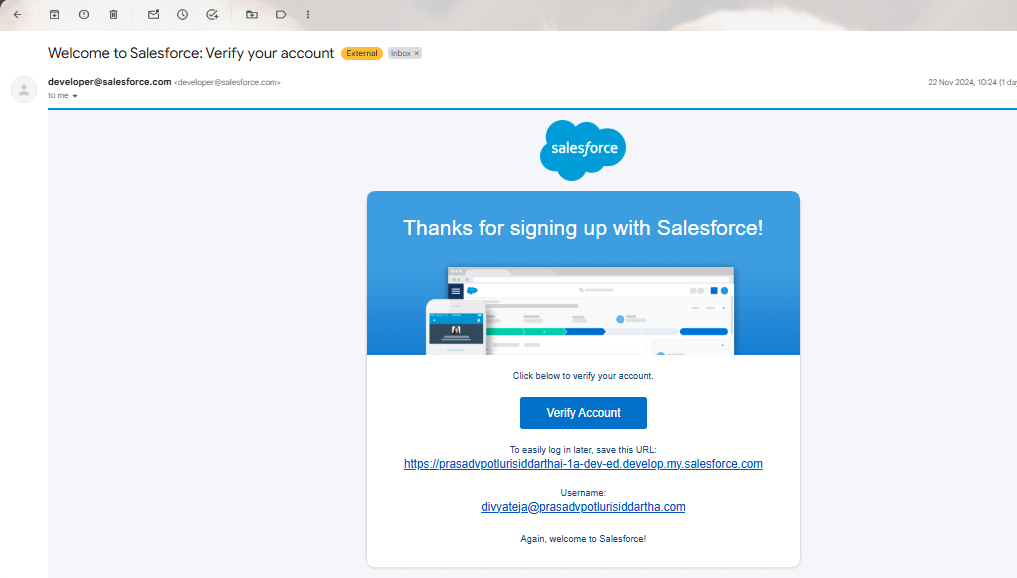 Welcome to Salesforce: Verify your account External Inbox ×
developer@salesforce.com <developer@salesforce.com>
22 Nov 2024, 10:24 (1 day
to me
salesforce
Thanks for signing up with Salesforce!
Click below to verify your account.
Verify Account
To easily log in later, save this URL:
https://prasadvpotlurisiddarthai-1a-dev-ed.develop.my.salesforce.com
Username:
divyateja@prasadvpotlurisiddartha.com
Again, welcome to Salesforce!